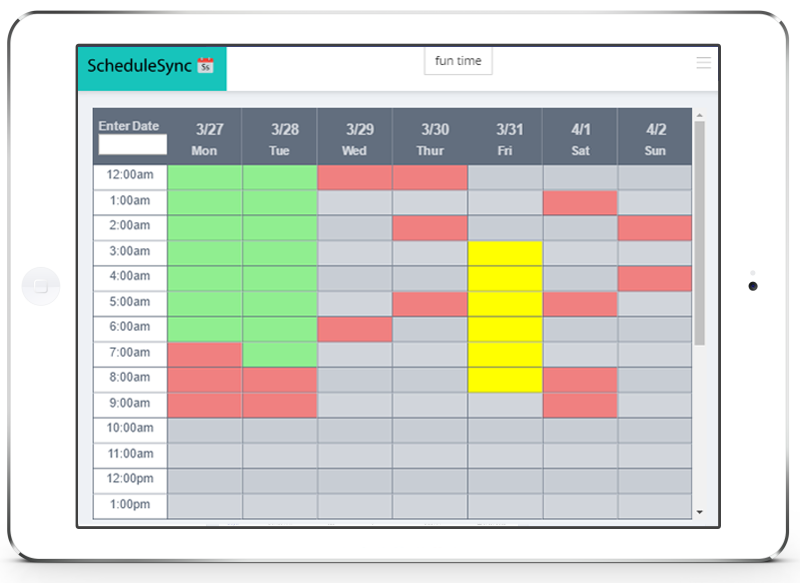 ScheduleSync Ss
fun time
Enter Date
3/27 3/28 3/29 3/30 3/31 4/1 4/2
Mon Tue Wed Thur Fri Sat Sun
12:00am
1:00am
2:00am
3:00am
4:00am
5:00am
6:00am
7:00am
8:00am
9:00am
10:00am
11:00am
12:00pm
1:00pm